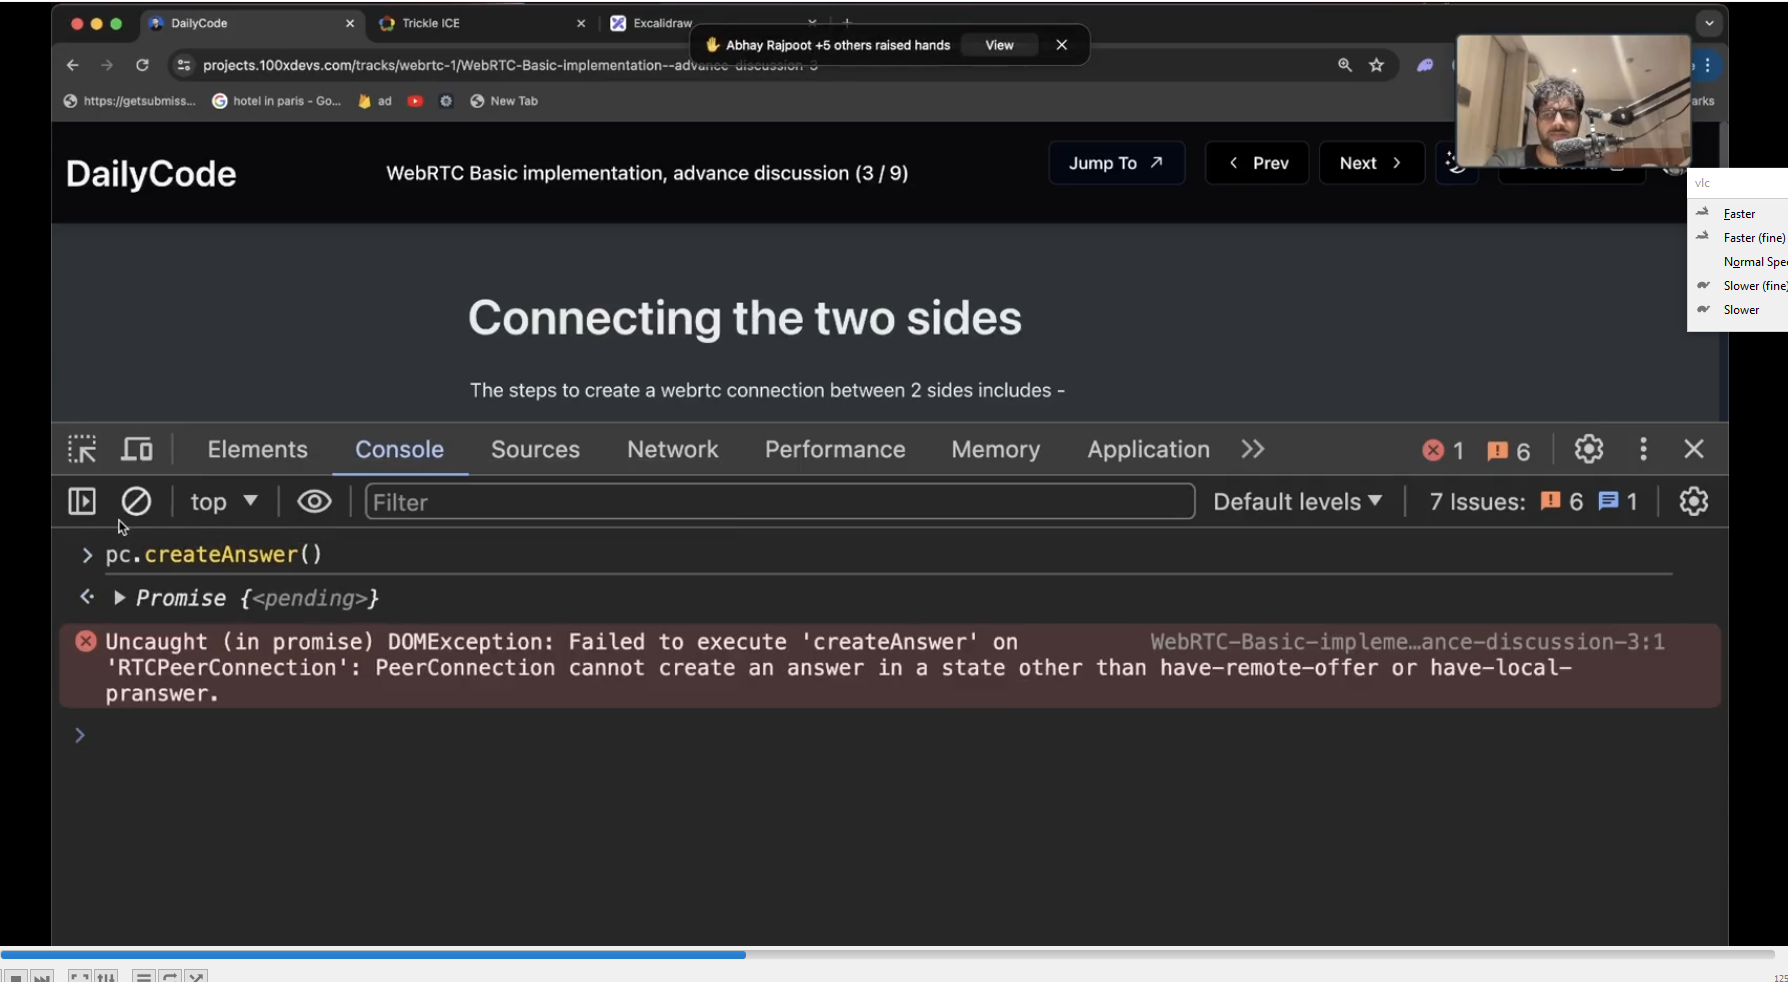 DailyCode
Trickle ICE
Excalidraw
Abhay Rajpoot +5 others raised hands
View
projects.100xdevs.com/tracks/webrtc-1/WebRTC-Basic-implementation--advance-discussion-3
https://getsubmiss...
hotel in paris - Go...
ad
New Tab
arks
DailyCode
WebRTC Basic implementation, advance discussion (3 / 9)
Jump To
Prev
Next
vlc
Faster
Faster (fine)
Normal Spee
Slower (fine)
Slower
Connecting the two sides
The steps to create a webrtc connection between 2 sides includes -
Elements
Console
Sources
Network
Performance
Memory
Application
1
6
top
Filter
Default levels
7 Issues:
6
1
> pc.createAnswer()
Promise {<pending>}
Uncaught (in promise) DOMException: Failed to execute 'createAnswer' on
WebRTC-Basic-impleme…ance-discussion-3:1
'RTCPeerConnection': PeerConnection cannot create an answer in a state other than have-remote-offer or have-local-
pranswer.
>
125